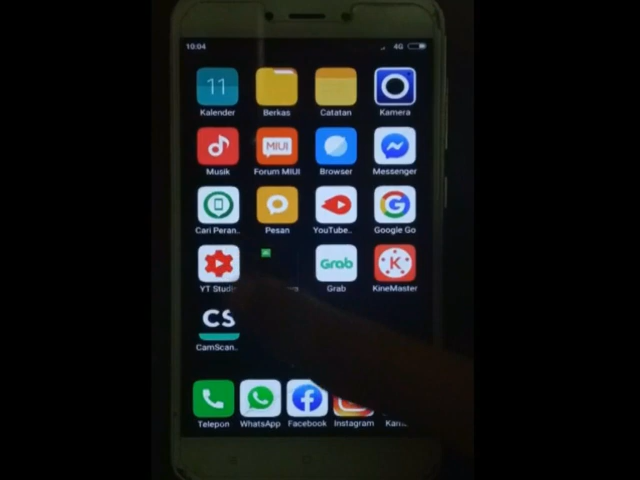 10:04
4G
11
Kalender
Berkas
Catatan
Kamera
MIUI
Musik
Forum MIUI
Browser
Messenger
Cari Peran..
Pesan
YouTube..
Google Go
Grab
YT Studio
Grab
KineMaster
CS
CamScan..
Telepon
WhatsApp
Facebook
Instagram